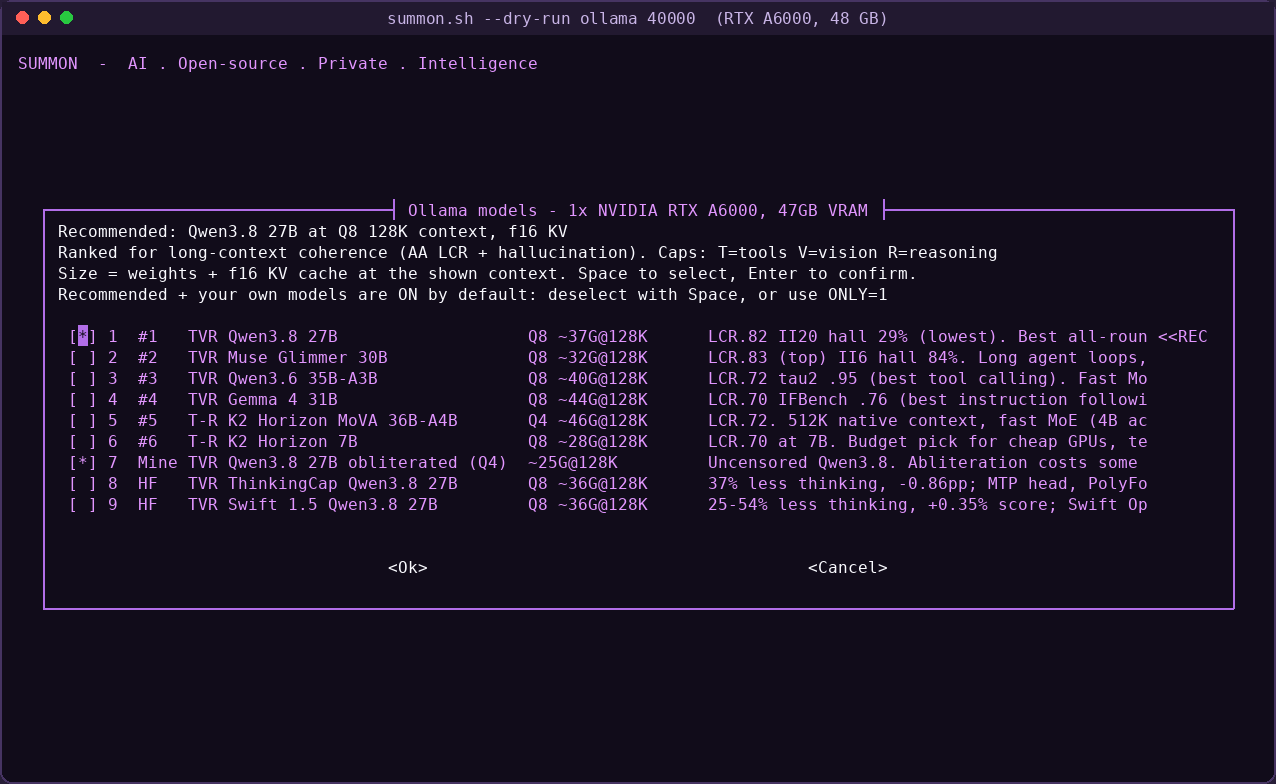 summon.sh --dry-run ollama 40000  (RTX A6000, 48 GB)
SUMMON  -  AI . Open-source . Private . Intelligence
Ollama models - 1x NVIDIA RTX A6000, 47GB VRAM
Recommended: Qwen3.8 27B at Q8 128K context, f16 KV
Ranked for long-context coherence (AA LCR + hallucination). Caps: T=tools V=vision R=reasoning
Size = weights + f16 KV cache at the shown context. Space to select, Enter to confirm.
Recommended + your own models are ON by default: deselect with Space, or use ONLY=1
[*] 1  #1   TVR Qwen3.8 27B                   Q8 ~37G@128K      LCR.82 II20 hall 29% (lowest). Best all-roun <<REC
[ ] 2  #2   TVR Muse Glimmer 30B              Q8 ~32G@128K      LCR.83 (top) II6 hall 84%. Long agent loops,
[ ] 3  #3   TVR Qwen3.6 35B-A3B               Q8 ~40G@128K      LCR.72 tau2 .95 (best tool calling). Fast Mo
[ ] 4  #4   TVR Gemma 4 31B                   Q8 ~44G@128K      LCR.70 IFBench .76 (best instruction followi
[ ] 5  #5   T-R K2 Horizon MoVA 36B-A4B       Q4 ~46G@128K      LCR.72. 512K native context, fast MoE (4B ac
[ ] 6  #6   T-R K2 Horizon 7B                 Q8 ~28G@128K      LCR.70 at 7B. Budget pick for cheap GPUs, te
[*] 7  Mine TVR Qwen3.8 27B obliterated (Q4)  ~25G@128K         Uncensored Qwen3.8. Abliteration costs some
[ ] 8  HF   TVR ThinkingCap Qwen3.8 27B       Q8 ~36G@128K      37% less thinking, -0.86pp; MTP head, PolyFo
[ ] 9  HF   TVR Swift 1.5 Qwen3.8 27B         Q8 ~36G@128K      25-54% less thinking, +0.35% score; Swift Op
<Ok>                                      <Cancel>